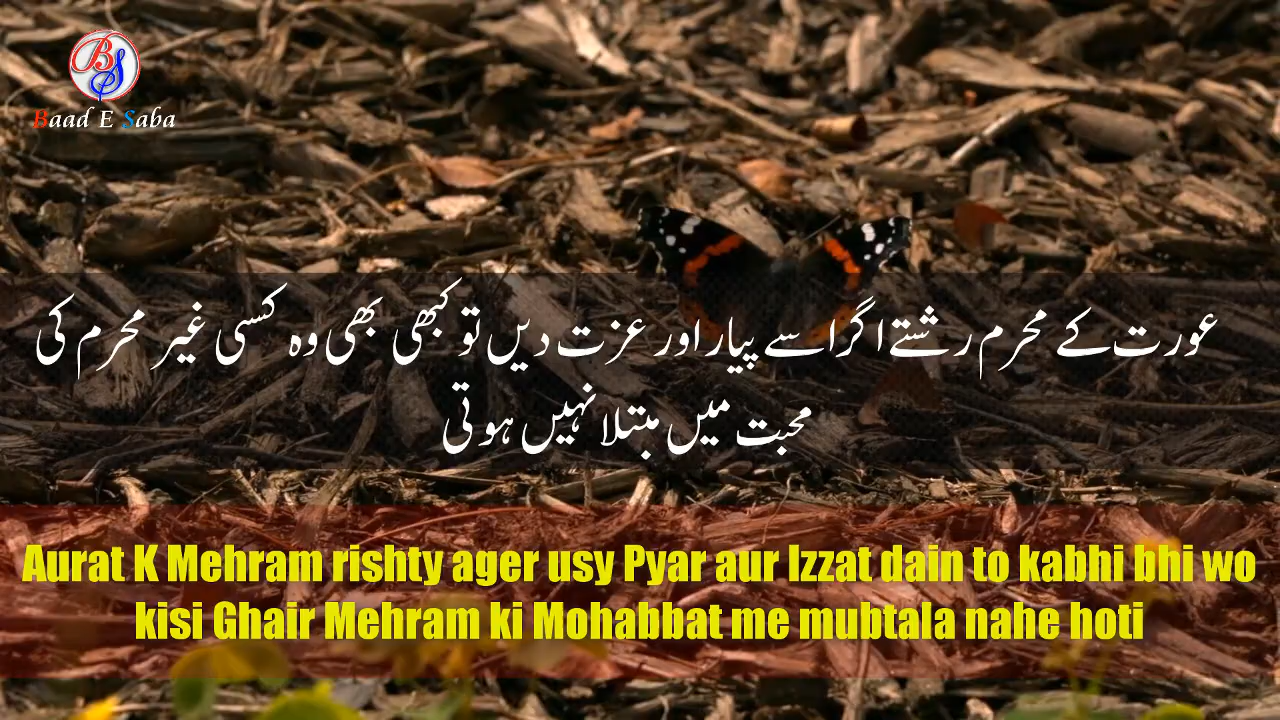 BS
Baad E Saba
عورت کے محرم رشتے اگر اسے پیار اور عزت دیں تو کبھی بھی وہ کسی غیر محرم کی
محبت میں مبتلا نہیں ہوتی
Aurat K Mehram rishty ager usy Pyar aur Izzat dain to kabhi bhi wo
kisi Ghair Mehram ki Mohabbat me mubtala nahe hoti